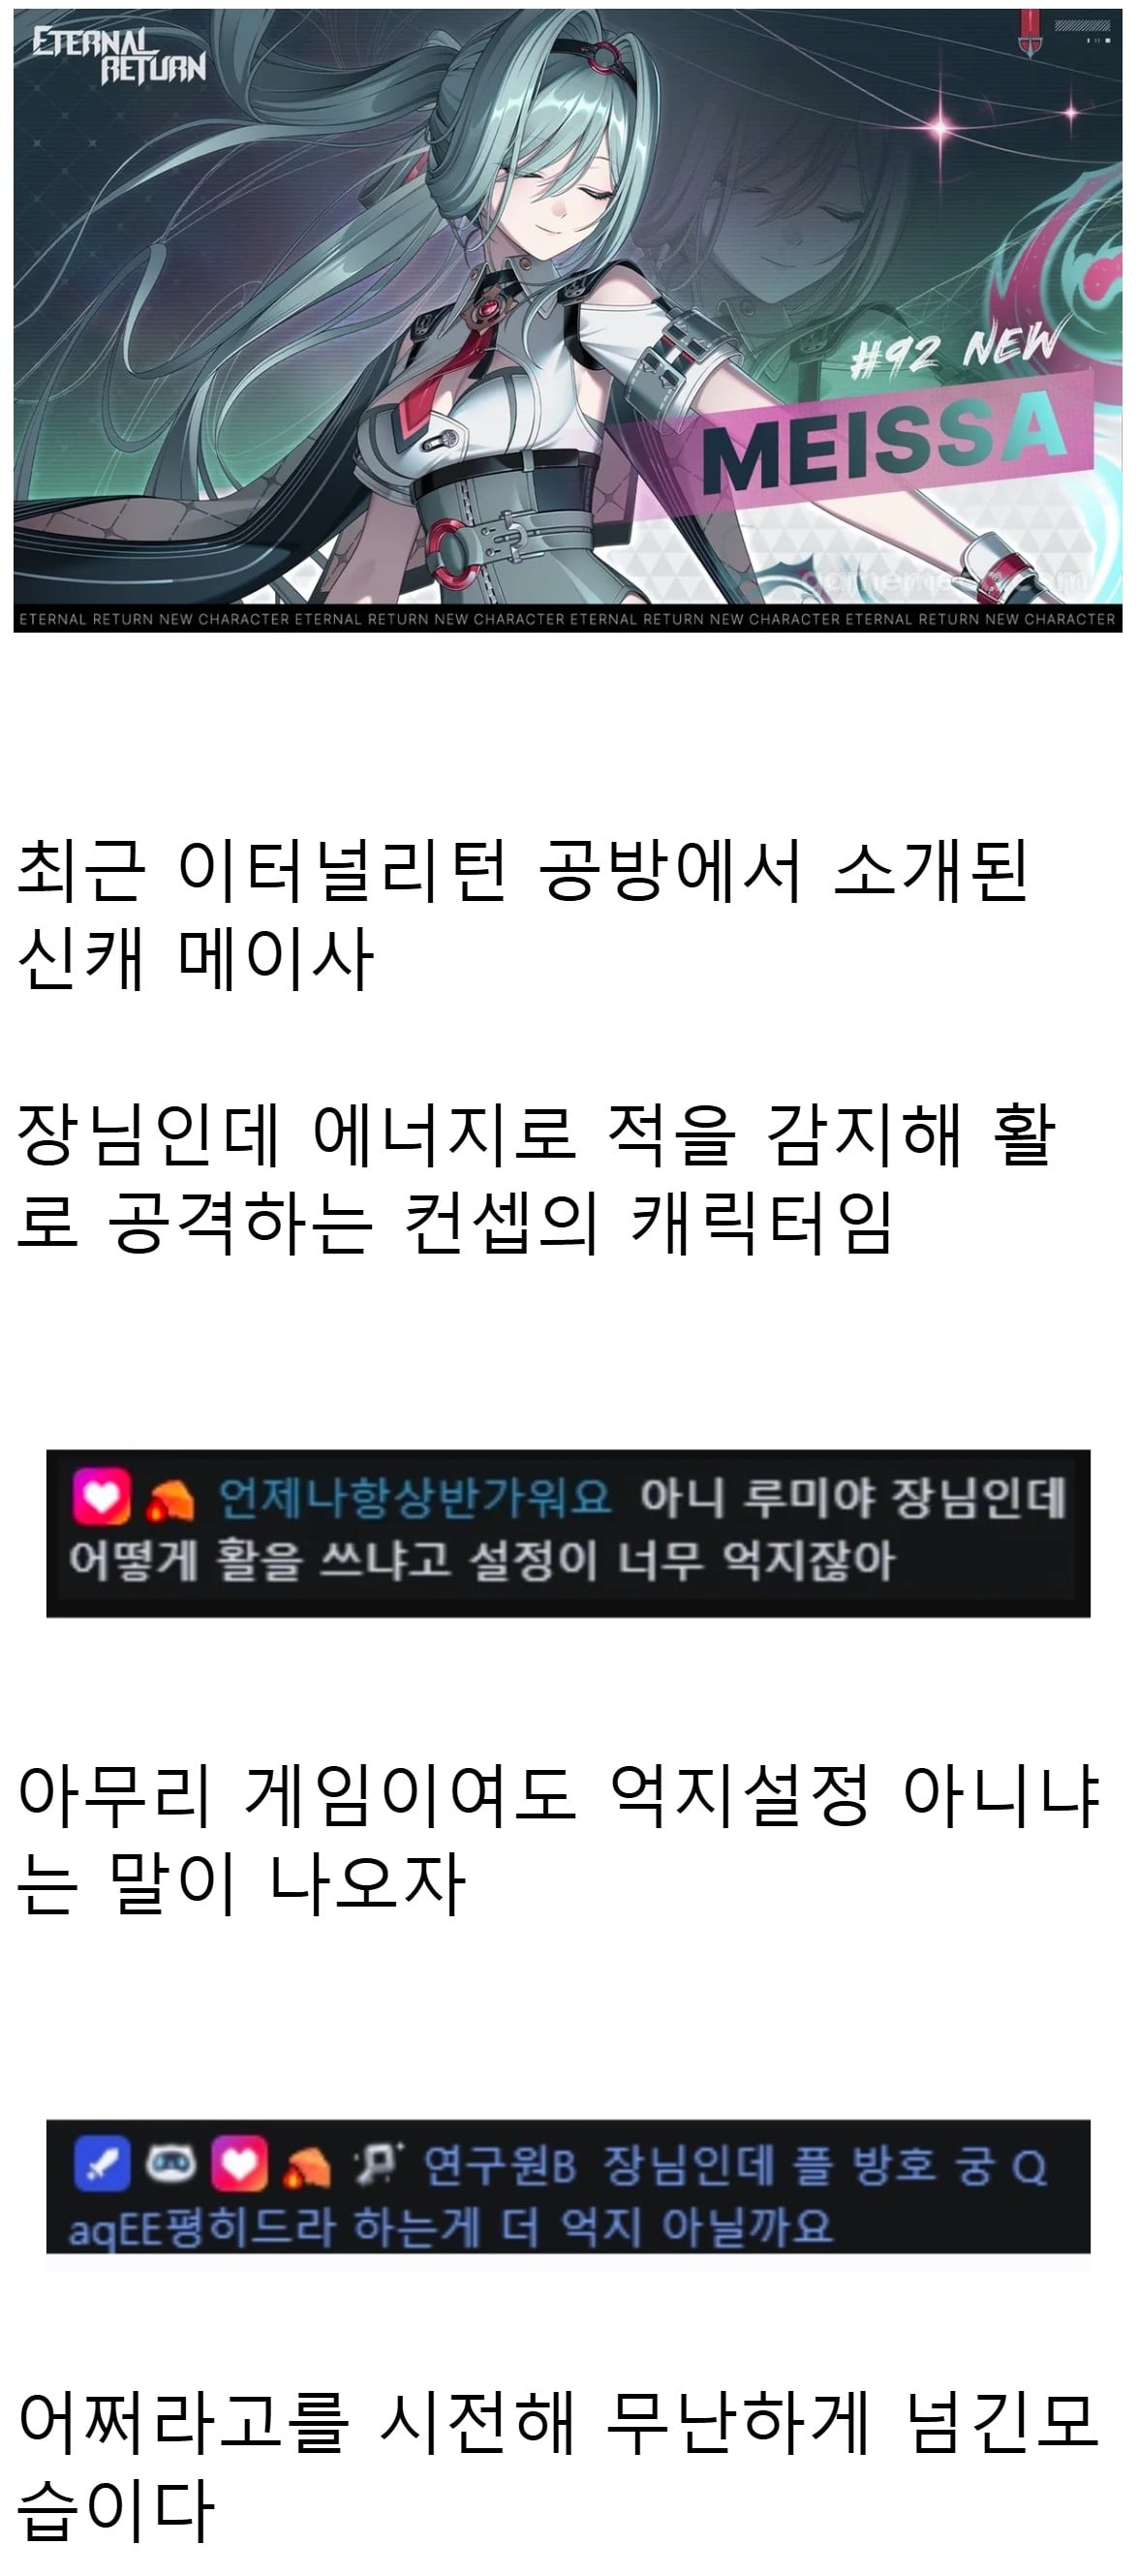 ETERNAL
RETURN
#92 NEW
MEISSA
ETERNAL RETURN NEW CHARACTER ETERNAL RETURN NEW CHARACTER ETERNAL RETURN NEW CHARACTER ETERNAL RETURN NEW CHARACTER
최근 이터널리턴 공방에서 소개된
신캐 메이사
장님인데 에너지로 적을 감지해 활
로 공격하는 컨셉의 캐릭터임
언제나항상반가워요 아니 루미야 장님인데
어떻게 활을 쓰냐고 설정이 너무 억지잖아
아무리 게임이여도 억지설정 아니냐
는 말이 나오자
연구원B 장님인데 플 방호 궁 Q
aqEE평히드라 하는게 더 억지 아닐까요
어쩌라고를 시전해 무난하게 넘긴모
습이다